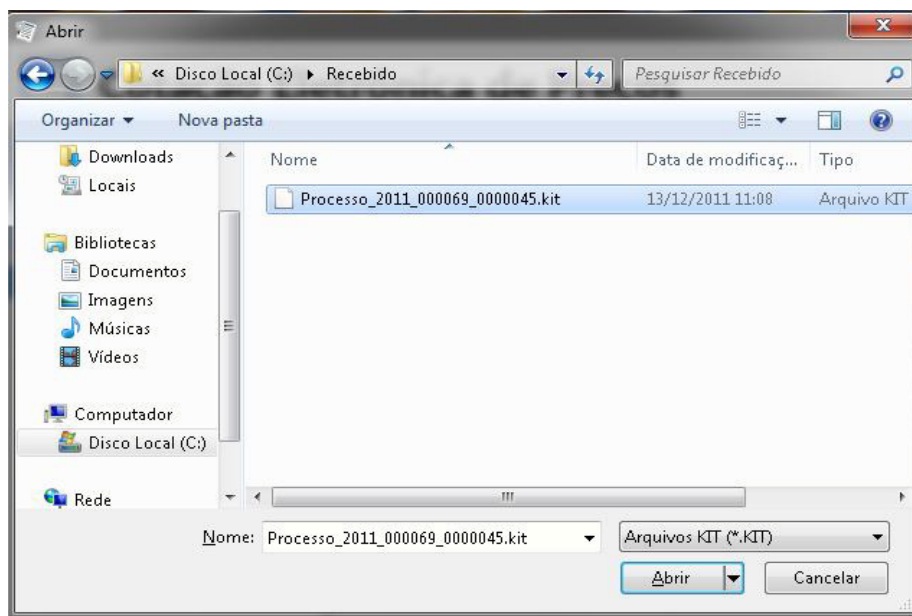 Abrir
« Disco Local (C:) ▸ Recebido
Pesquisar Recebido
Organizar
Nova pasta
Downloads
Locais
Bibliotecas
Documentos
Imagens
Músicas
Vídeos
Computador
Disco Local (C:)
Rede
Nome
Data de modificaç...
Tipo
Processo_2011_000069_0000045.kit
13/12/2011 11:08
Arquivo KIT
Nome: Processo_2011_000069_0000045.kit
Arquivos KIT (*.KIT)
Abrir
Cancelar